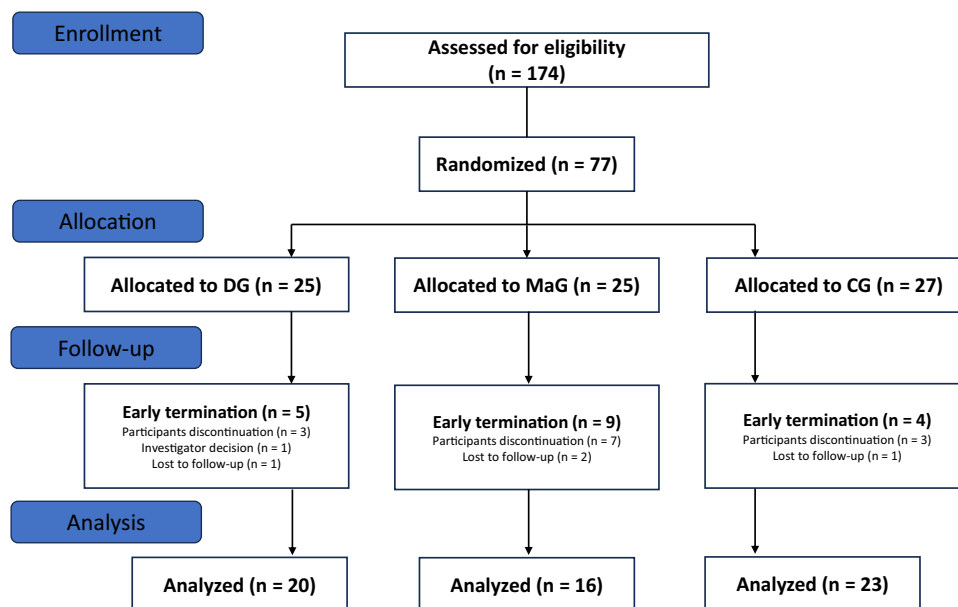 Enrollment
Assessed for eligibility
(n = 174)
Randomized (n = 77)
Allocation
Allocated to DG (n = 25)
Allocated to MaG (n = 25)
Allocated to CG (n = 27)
Follow-up
Early termination (n = 5)
Participants discontinuation (n = 3)
Investigator decision (n = 1)
Lost to follow-up (n = 1)
Early termination (n = 9)
Participants discontinuation (n = 7)
Lost to follow-up (n = 2)
Early termination (n = 4)
Participants discontinuation (n = 3)
Lost to follow-up (n = 1)
Analysis
Analyzed (n = 20)
Analyzed (n = 16)
Analyzed (n = 23)